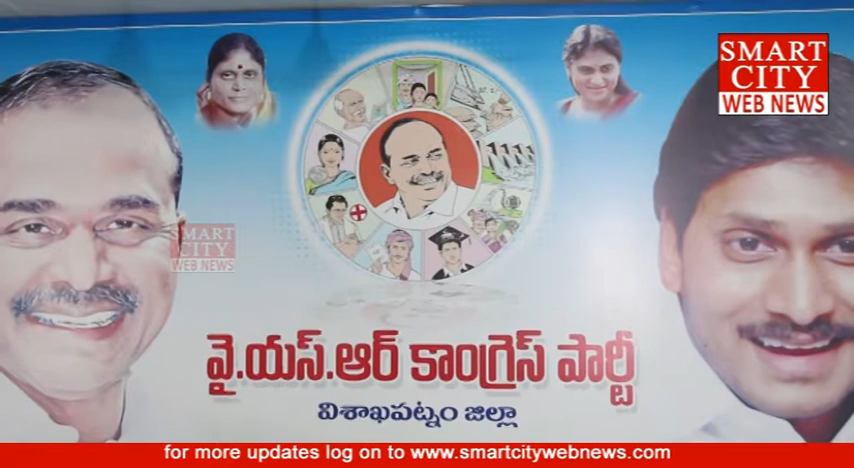 SMART
CITY
WEB NEWS
SMART
CITY
WEB NEWS
వై.యస్.ఆర్ కాంగ్రెస్ పార్టీ
విశాఖపట్నం జిల్లా
for more updates log on to www.smartcitywebnews.com